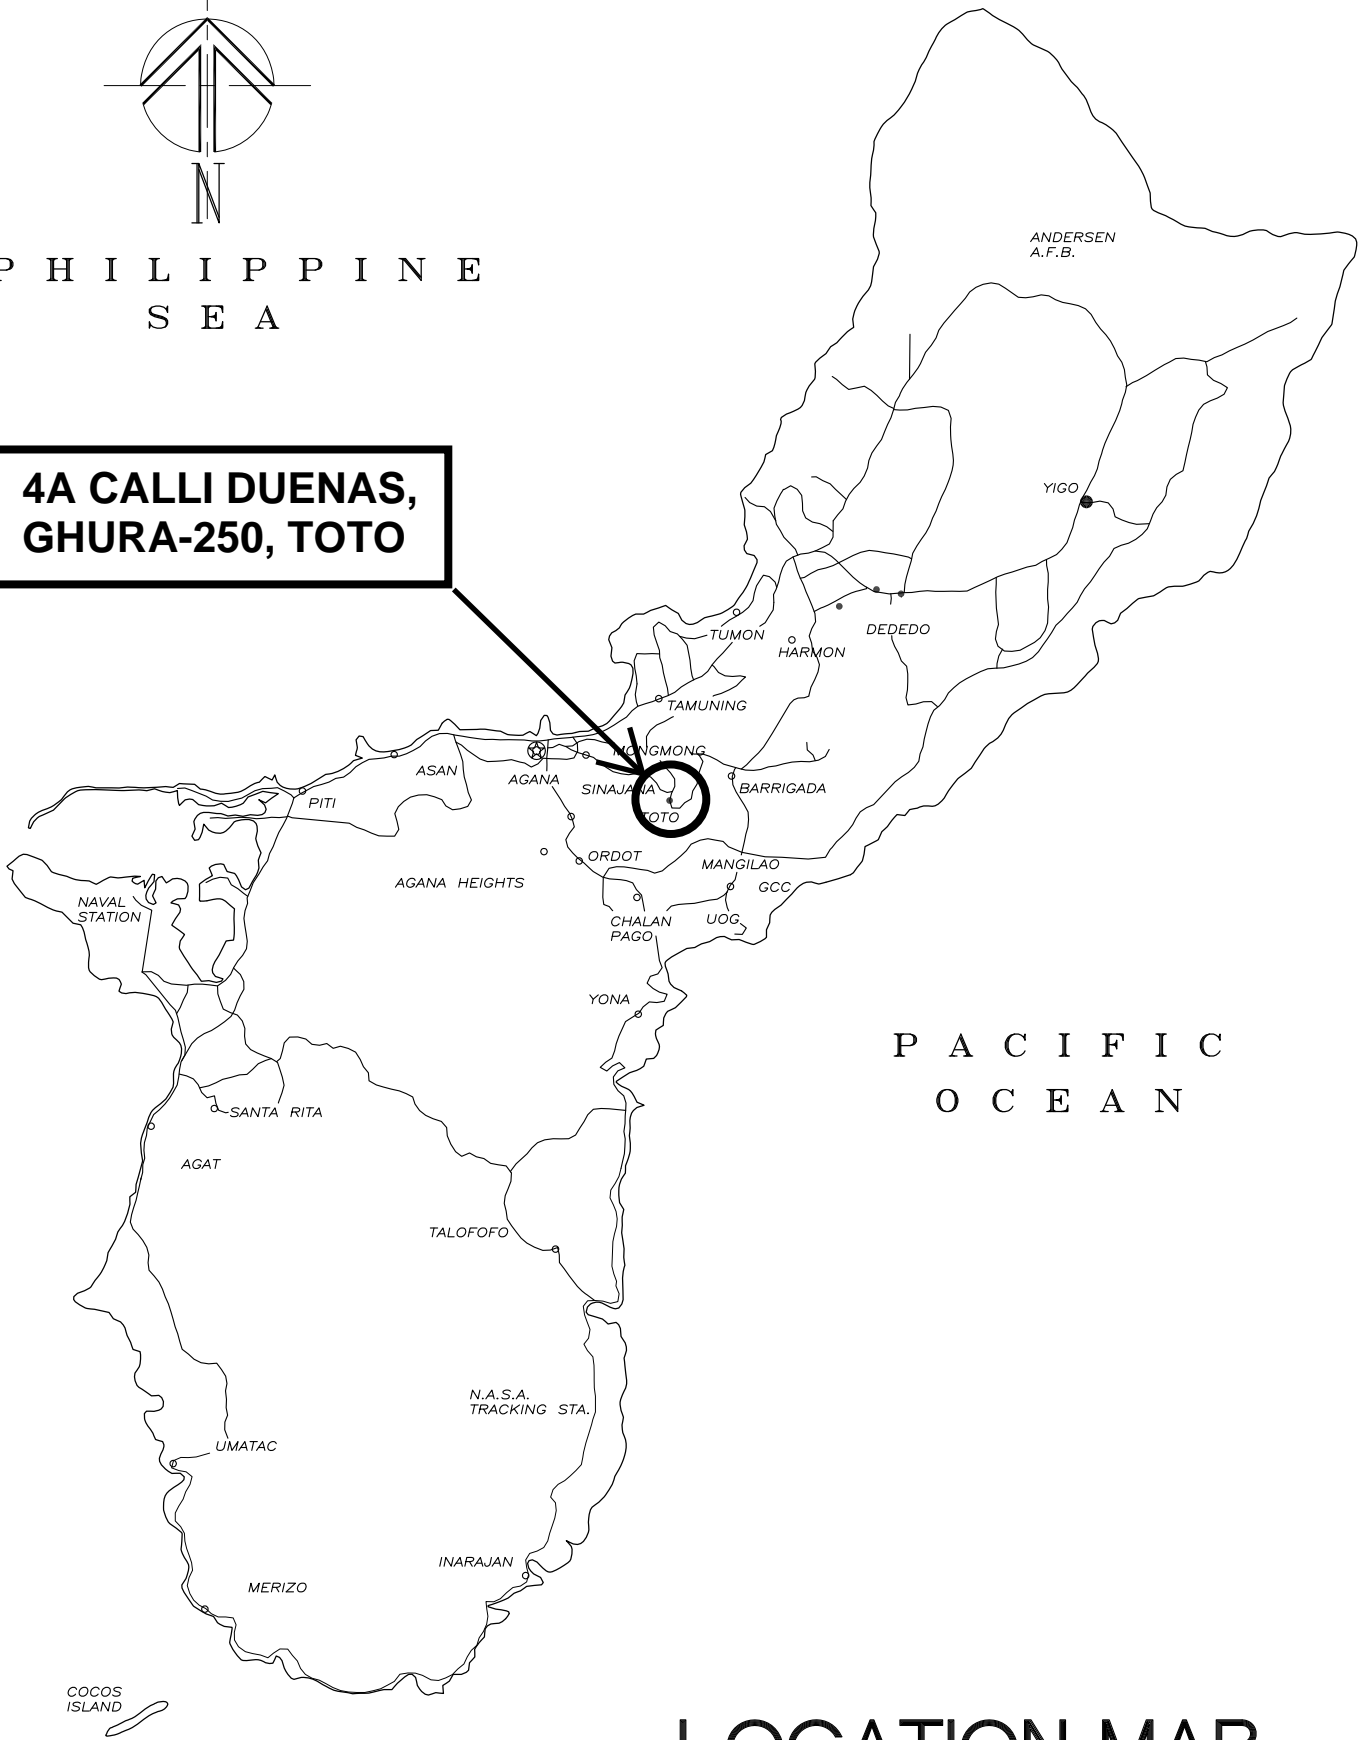 N
PHILIPPINE
SEA
ANDERSEN
A.F.B.
4A CALLI DUENAS,
GHURA-250, TOTO
YIGO
TUMON
DEDEDO
HARMON
TAMUNING
MONGMONG
ASAN
AGANA
SINAJANA
BARRIGADA
PITI
TOTO
ORDOT
MANGILAO
AGANA HEIGHTS
GCC
NAVAL
STATION
CHALAN
PAGO
UOG
YONA
PACIFIC
OCEAN
SANTA RITA
AGAT
TALOFOFO
N.A.S.A.
TRACKING STA.
UMATAC
INARAJAN
MERIZO
COCOS
ISLAND
LOCATION MAP